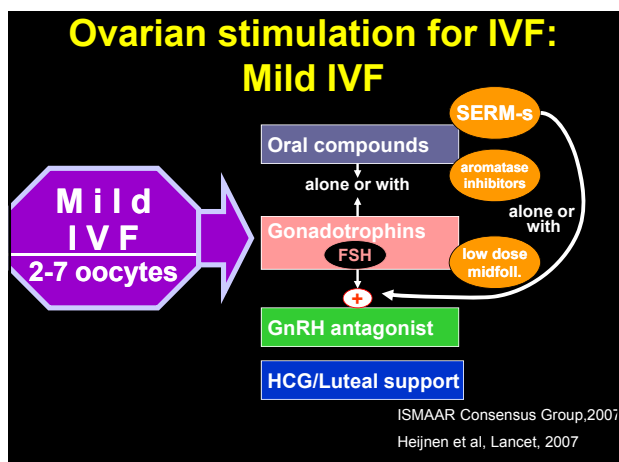 Ovarian stimulation for IVF:
Mild IVF
SERM-s
Oral compounds
aromatase
inhibitors
alone or with
Mild
IVF
2-7 oocytes
alone or
with
Gonadotrophins
FSH
low dose
midfoll.
+
GnRH antagonist
HCG/Luteal support
ISMAAR Consensus Group,2007
Heijnen et al, Lancet, 2007